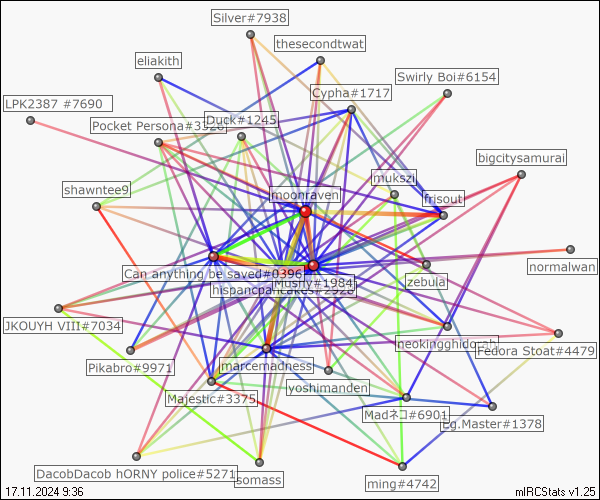 Silver#7938
thesecondtwat
eliakith
Swirly Boi#6154
Cypha#1717
LPK2387 #7690
Duck#1245
Pocket Persona#3326
bigcitysamurai
mukszi
shawntee9
moonraven
frisout
normalwan
Can anything be saved#0396
zebula
Mushy#1984
JKOUYH VIII#7034
neokingghidorah
Fedora Stoat#4479
Pikabro#9971
marcemadness
yoshimanden
Majestic#3375
Madネコ#6901
Eg.Master#1378
DacobDacob hORNY police#5271
somass
ming#4742
17.11.2024 9:36
mIRCStats v1.25